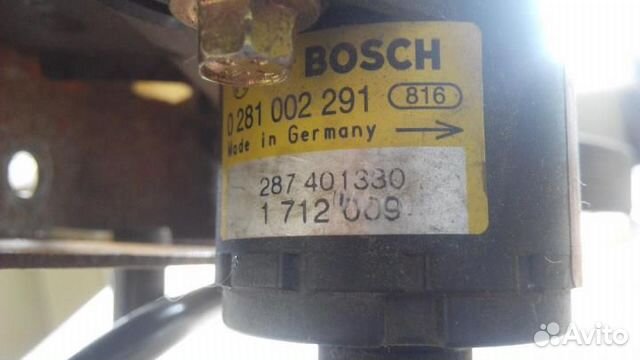 BOSCH
0 281 002 291 816
Made in Germany
287 401330
1 712 009
Avito